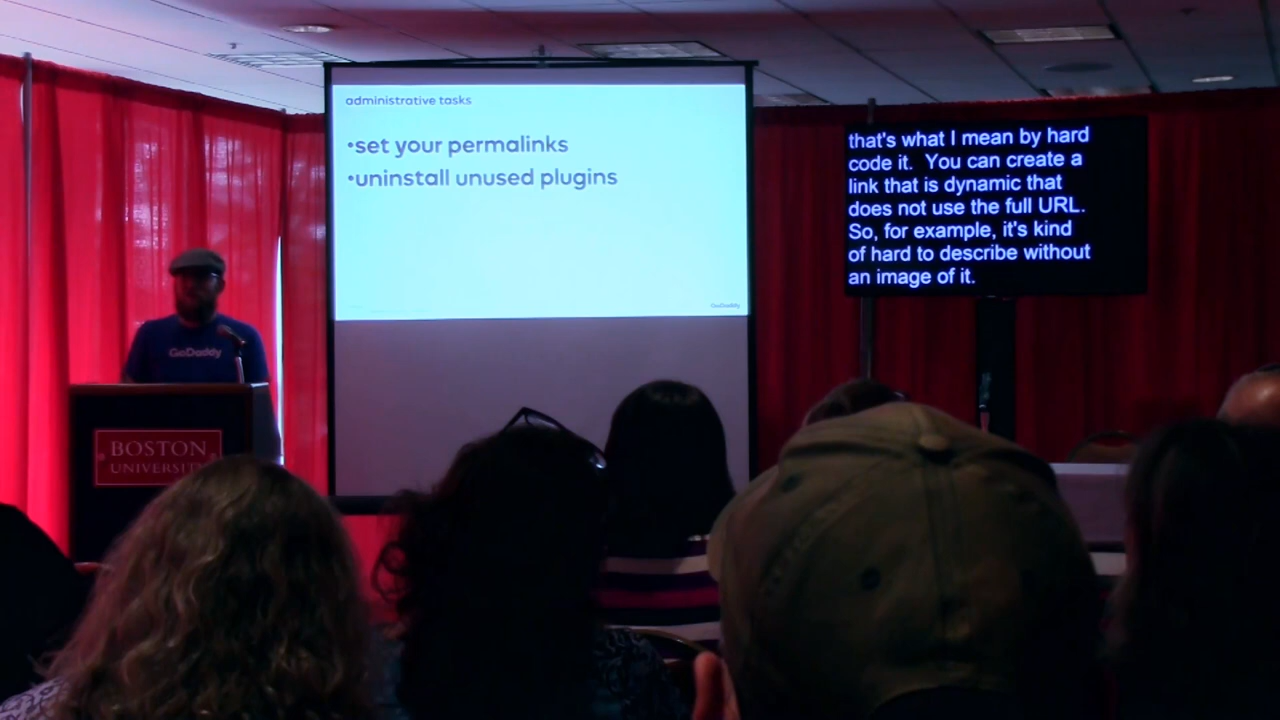 administrative tasks
•set your permalinks
•uninstall unused plugins
GoDaddy
that's what I mean by hard
code it.  You can create a
link that is dynamic that
does not use the full URL.
So, for example, it's kind
of hard to describe without
an image of it.
GoDaddy
BOSTON
UNIVERSITY